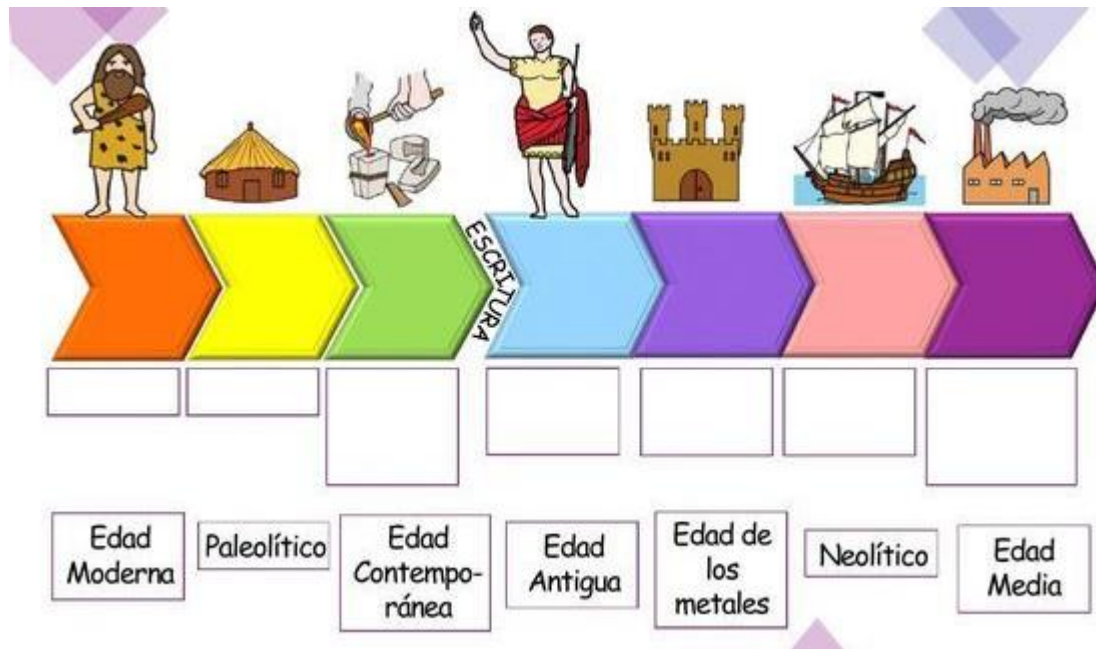 ESCRITURA
Edad
Moderna
Paleolítico
Edad
Contempo-
ránea
Edad
Antigua
Edad de
los
metales
Neolítico
Edad
Media